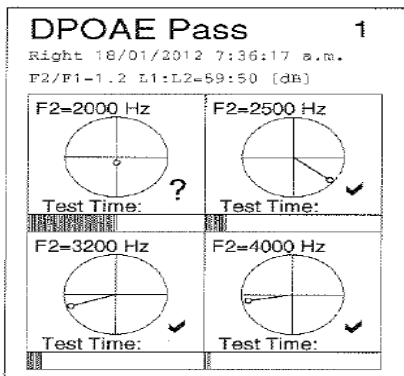 DPOAE Pass 1
Right 18/01/2012 7:36:17 a.m.
F2/F1=1.2 L1:L2=59:50 [dB]
F2=2000 Hz F2=2500 Hz
? ✔
Test Time: Test Time:
F2=3200 Hz F2=4000 Hz
✔ ✔
Test Time: Test Time: